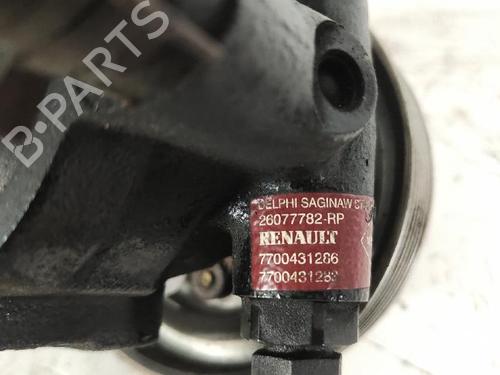 B-PARTS
DELPHI SAGINAW
26077782-RP
RENAULT
7700431286